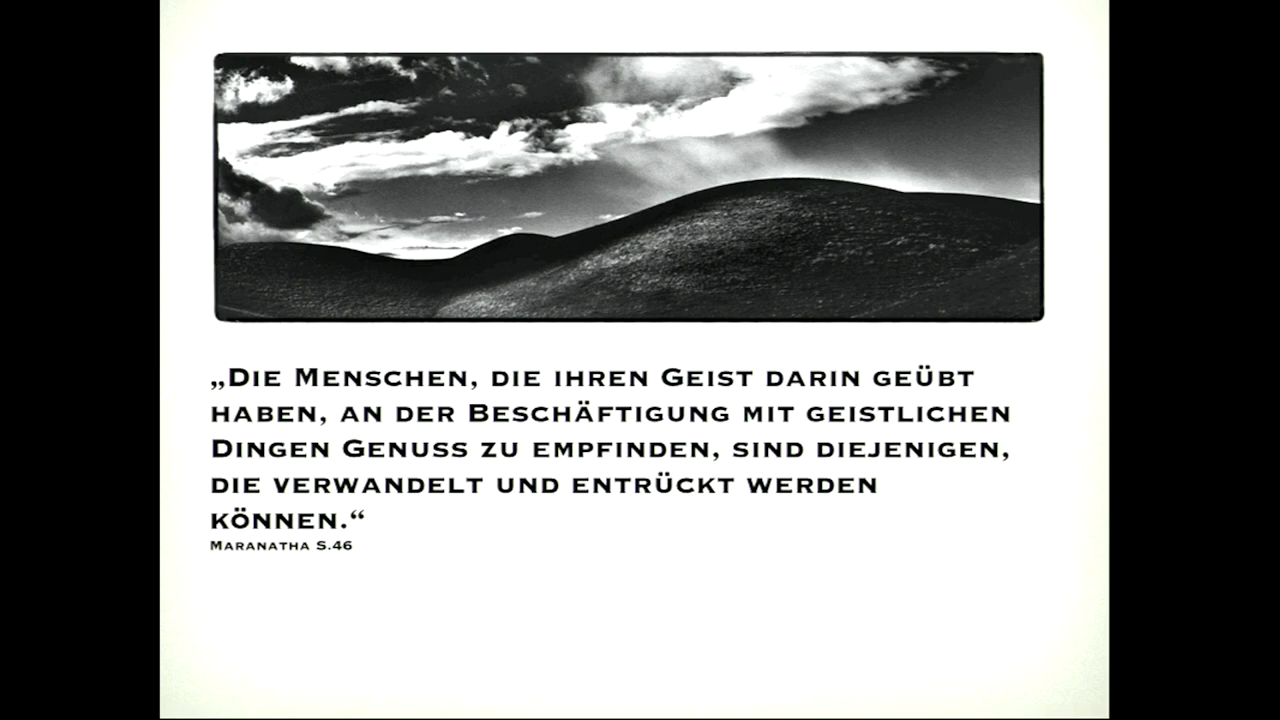 „Die Menschen, die ihren Geist darin geübt
haben, an der Beschäftigung mit geistlichen
Dingen Genuss zu empfinden, sind diejenigen,
die verwandelt und entrückt werden
können.“
Maranatha S.46